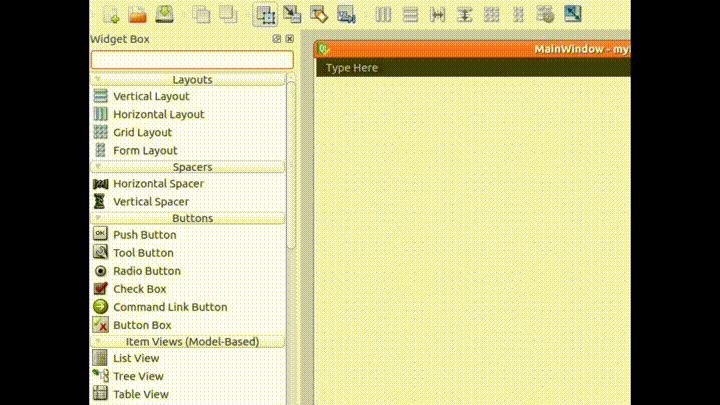 Widget Box
MainWindow - my
Type Here
Layouts
Vertical Layout
Horizontal Layout
Grid Layout
Form Layout
Spacers
Horizontal Spacer
Vertical Spacer
Buttons
OK
Push Button
Tool Button
Radio Button
Check Box
Command Link Button
Button Box
Item Views (Model-Based)
List View
Tree View
Table View